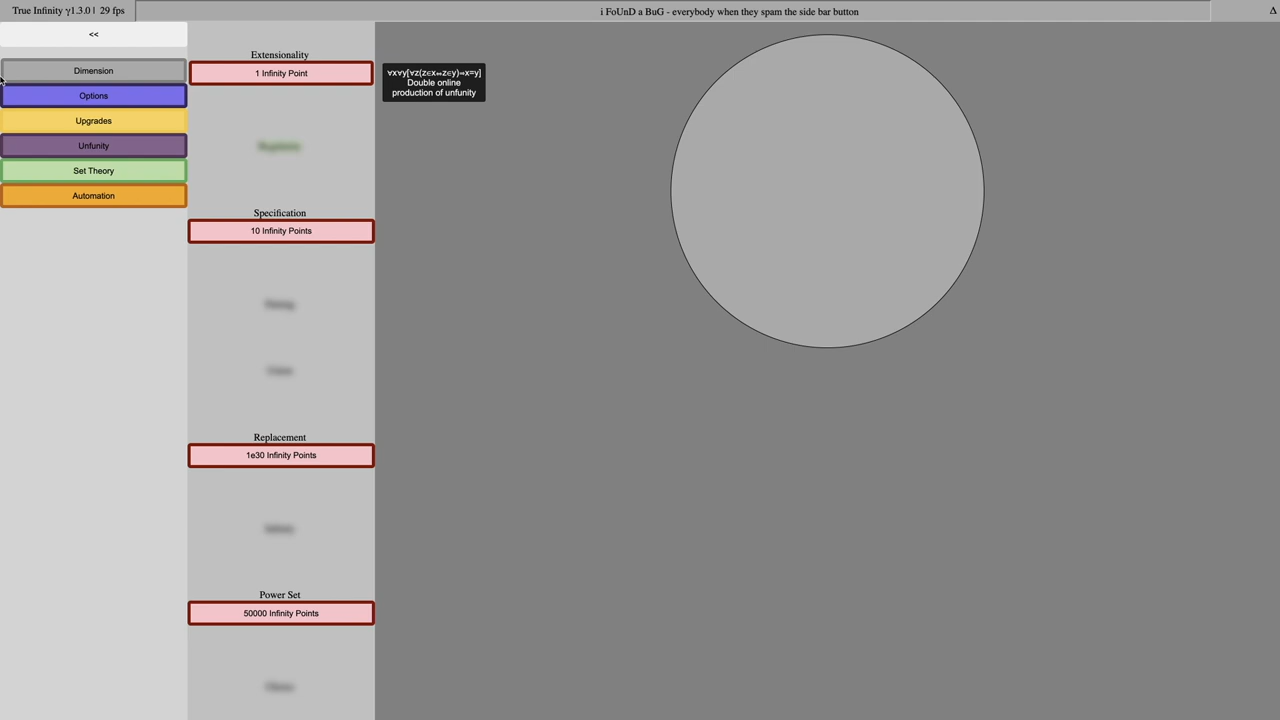 True Infinity γ1.3.0 | 29 fps
i FoUnD a BuG - everybody when they spam the side bar button
Δ
<<
Dimension
Options
Upgrades
Unfunity
Set Theory
Automation
Extensionality
1 Infinity Point
∀x∀y[∀z(z∈x⇔z∈y)⇒x=y]
Double online
production of unfunity
Specification
10 Infinity Points
Replacement
1e30 Infinity Points
Power Set
50000 Infinity Points